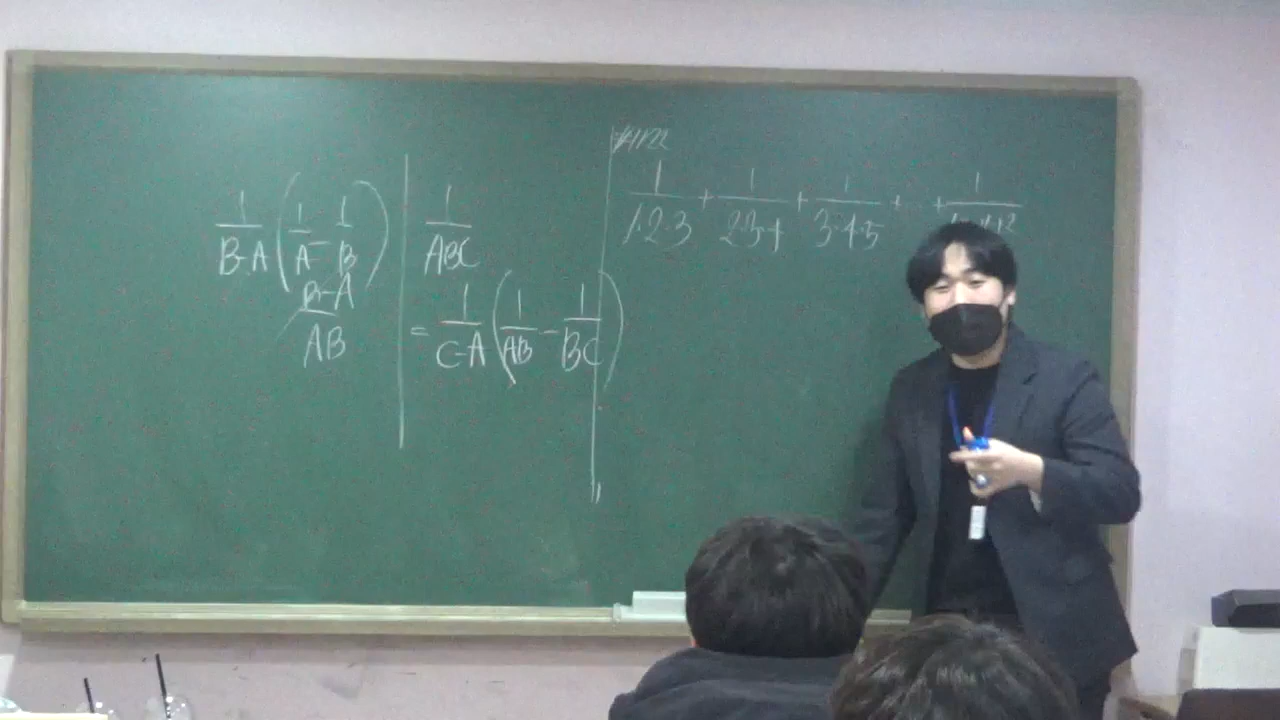 1/(B-A) (1/A - 1/B)
(B-A)/AB
1/ABC
= 1/(C-A) (1/AB - 1/BC)
1/(1·2·3) + 1/(2·3·4) + 1/(3·4·5) + ... +